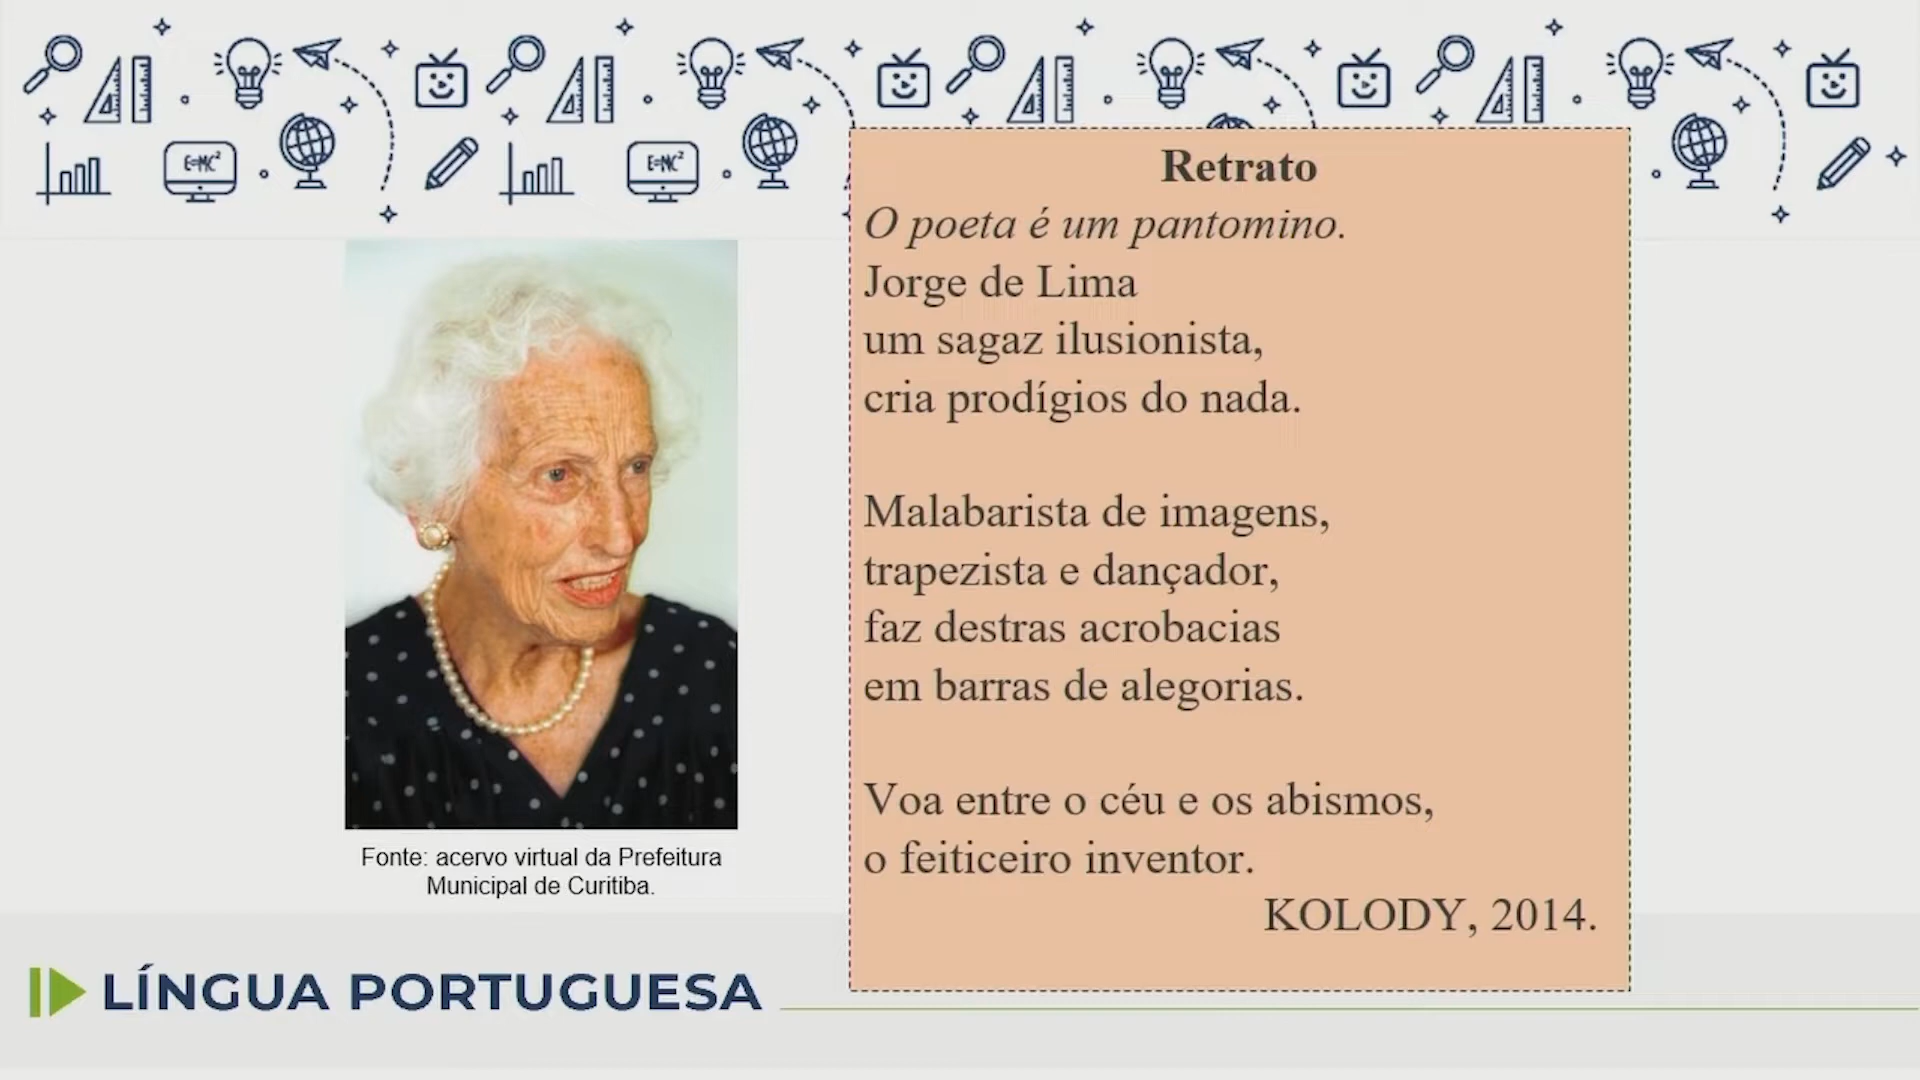 E=MC²
E=MC²
Retrato
O poeta é um pantomino.
Jorge de Lima
um sagaz ilusionista,
cria prodígios do nada.
Malabarista de imagens,
trapezista e dançador,
faz destras acrobacias
em barras de alegorias.
Voa entre o céu e os abismos,
o feiticeiro inventor.
KOLODY, 2014.
Fonte: acervo virtual da Prefeitura
Municipal de Curitiba.
LÍNGUA PORTUGUESA